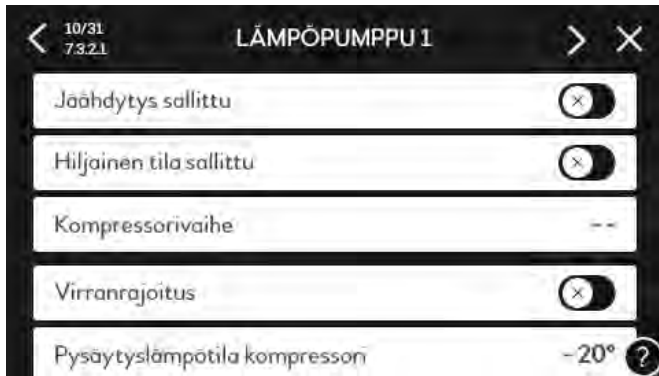 10/31
7.3.2.1
LÄMPÖPUMPPU 1
Jäähdytys sallittu
Hiljainen tila sallittu
Kompressorivaihe --
Virranrajoitus
Pysäytyslämpötila kompressori -20°
?